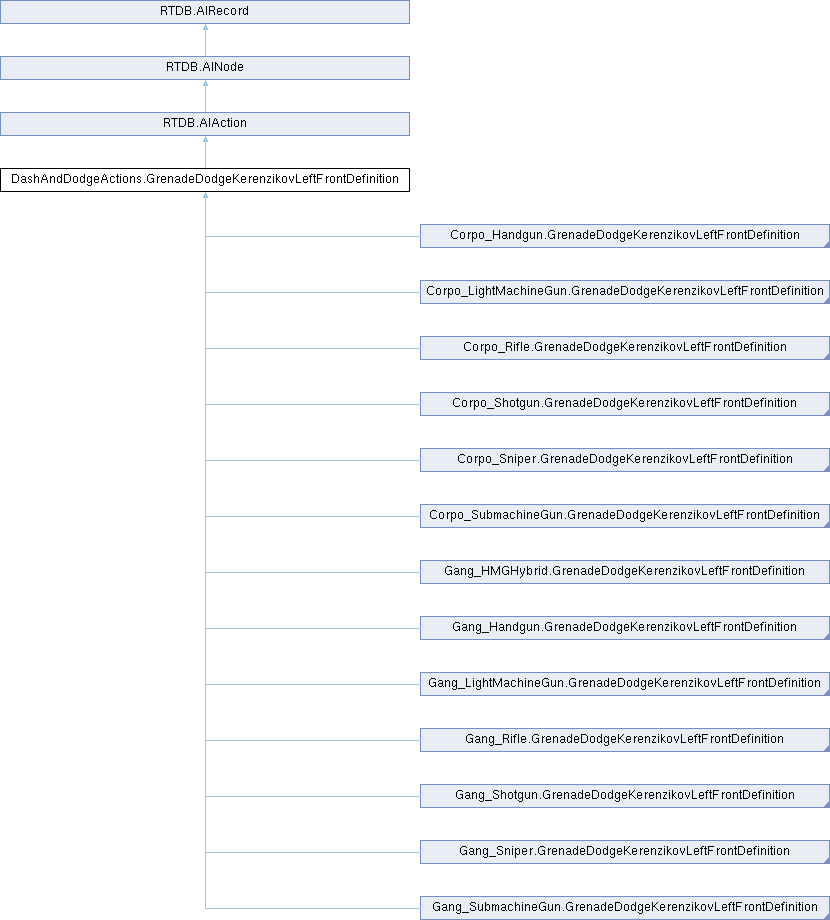 RTDB.AIRecord
RTDB.AINode
RTDB.AIAction
DashAndDodgeActions.GrenadeDodgeKerenzikovLeftFrontDefinition
Corpo_Handgun.GrenadeDodgeKerenzikovLeftFrontDefinition
Corpo_LightMachineGun.GrenadeDodgeKerenzikovLeftFrontDefinition
Corpo_Rifle.GrenadeDodgeKerenzikovLeftFrontDefinition
Corpo_Shotgun.GrenadeDodgeKerenzikovLeftFrontDefinition
Corpo_Sniper.GrenadeDodgeKerenzikovLeftFrontDefinition
Corpo_SubmachineGun.GrenadeDodgeKerenzikovLeftFrontDefinition
Gang_HMGHybrid.GrenadeDodgeKerenzikovLeftFrontDefinition
Gang_Handgun.GrenadeDodgeKerenzikovLeftFrontDefinition
Gang_LightMachineGun.GrenadeDodgeKerenzikovLeftFrontDefinition
Gang_Rifle.GrenadeDodgeKerenzikovLeftFrontDefinition
Gang_Shotgun.GrenadeDodgeKerenzikovLeftFrontDefinition
Gang_Sniper.GrenadeDodgeKerenzikovLeftFrontDefinition
Gang_SubmachineGun.GrenadeDodgeKerenzikovLeftFrontDefinition